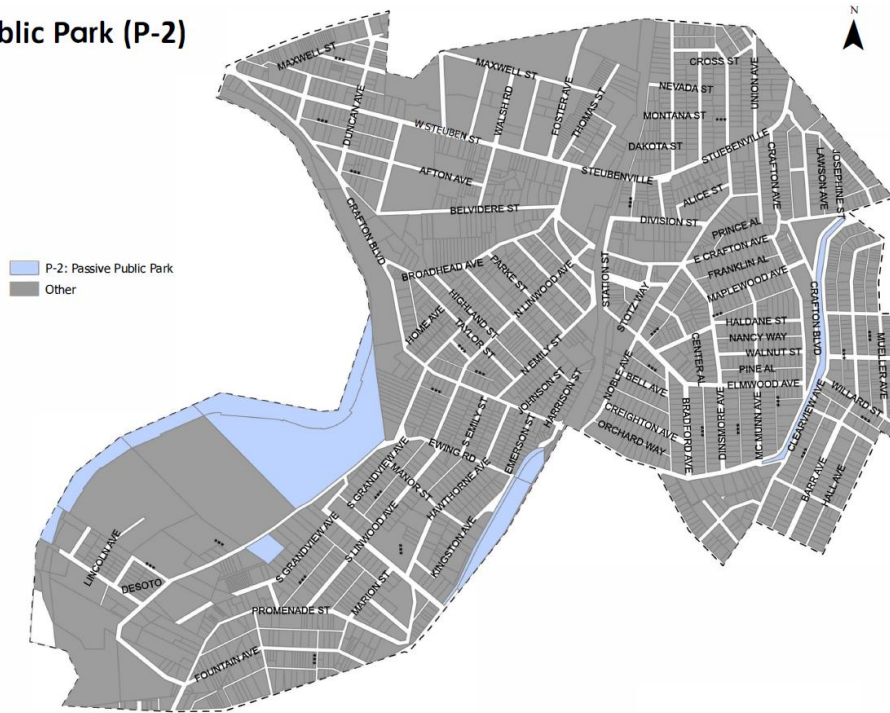 blic Park (P-2)
N
MAXWELL ST
MAXWELL ST
CROSS ST
UNION AVE
NEVADA ST
DUNCAN AVE
WALSH RD
FOSTER AVE
THOMAS ST
MONTANA ST
W STEUBEN ST
DAKOTA ST
STUEBENVILLE
CRAFTON AVE
LAWSON AVE
JOSEPHINE ST
AFTON AVE
STEUBENVILLE
ALICE ST
BELVIDERE ST
DIVISION ST
PRINCE AL
CRAFTON BLVD
E CRAFTON AVE
P-2: Passive Public Park
Other
BROADHEAD AVE
PARKE ST
N LINWOOD AVE
STATION ST
FRANKLIN AL
MAPLEWOOD AVE
CRAFTON BLVD
HOME AVE
HIGHLAND ST
TAYLOR ST
STOTZ WAY
HALDANE ST
NANCY WAY
MUELLER AVE
N EMILY ST
CENTER AL
WALNUT ST
PINE AL
JOHNSON ST
NOBLE AVE
BELL AVE
ELMWOOD AVE
WILLARD ST
HARRISON ST
S EMILY ST
EMERSON ST
CREIGHTON AVE
BRADFORD AVE
DINSMORE AVE
MCMUNN AVE
CLEARVIEW AVE
ORCHARD WAY
EWING RD
S GRANDVIEW AVE
MANOR ST
HAWTHORNE AVE
BARR AVE
HALL AVE
S GRANDVIEW AVE
S LINWOOD AVE
KINGSTON AVE
LINCOLN AVE
DESOTO
MARION ST
PROMENADE ST
FOUNTAIN AVE